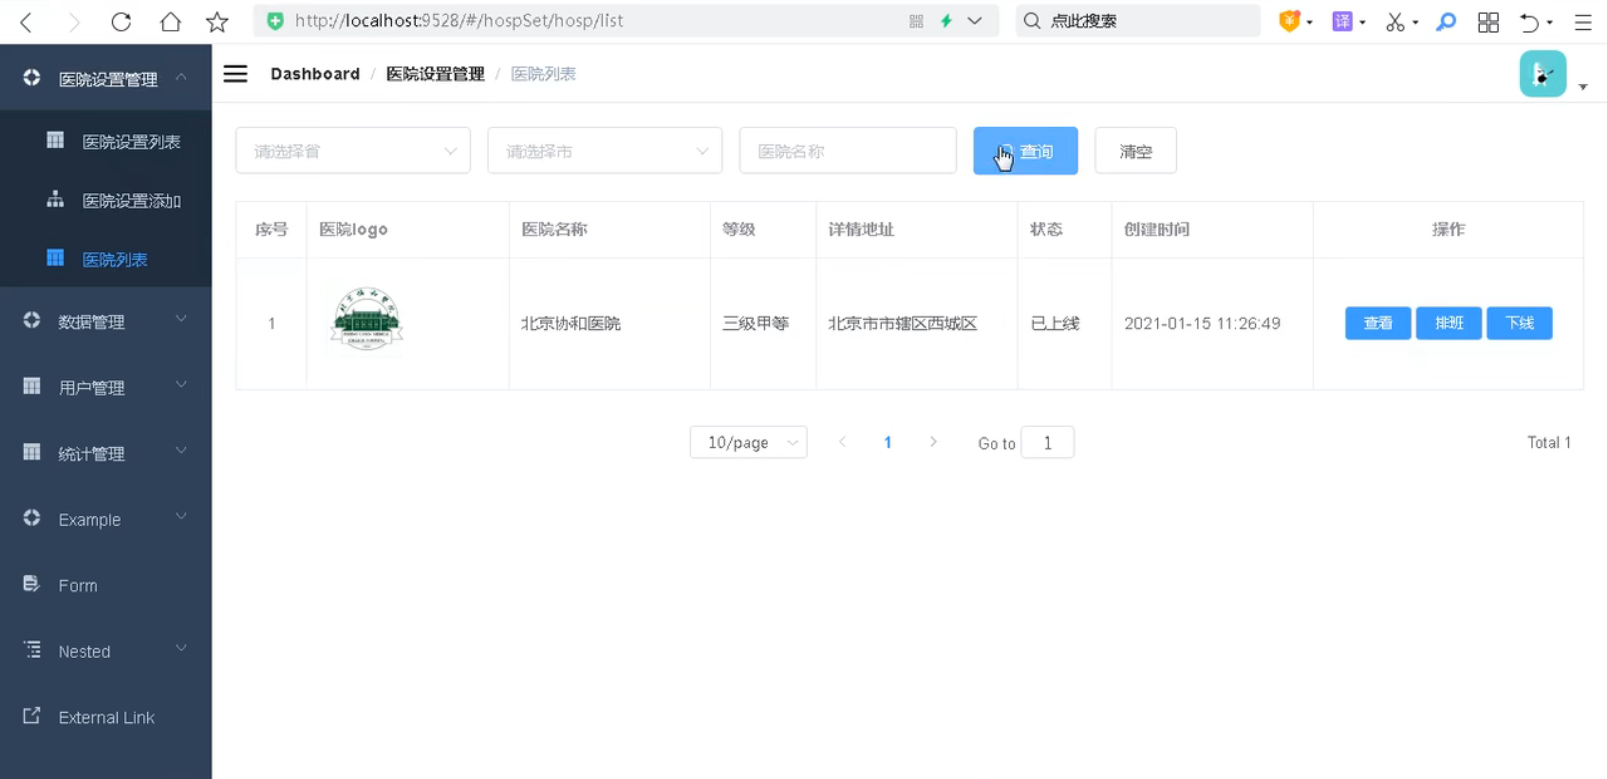 http://localhost:9528/#/hospSet/hosp/list
点此搜索
译
医院设置管理
医院设置列表
医院设置添加
医院列表
数据管理
用户管理
统计管理
Example
Form
Nested
External Link
Dashboard / 医院设置管理 / 医院列表
请选择省 请选择市 医院名称 查询 清空
序号 医院logo 医院名称 等级 详情地址 状态 创建时间 操作
1 北京协和医院 三级甲等 北京市市辖区西城区 已上线 2021-01-15 11:26:49 查看 排班 下线
10/page 1 Go to 1 Total 1